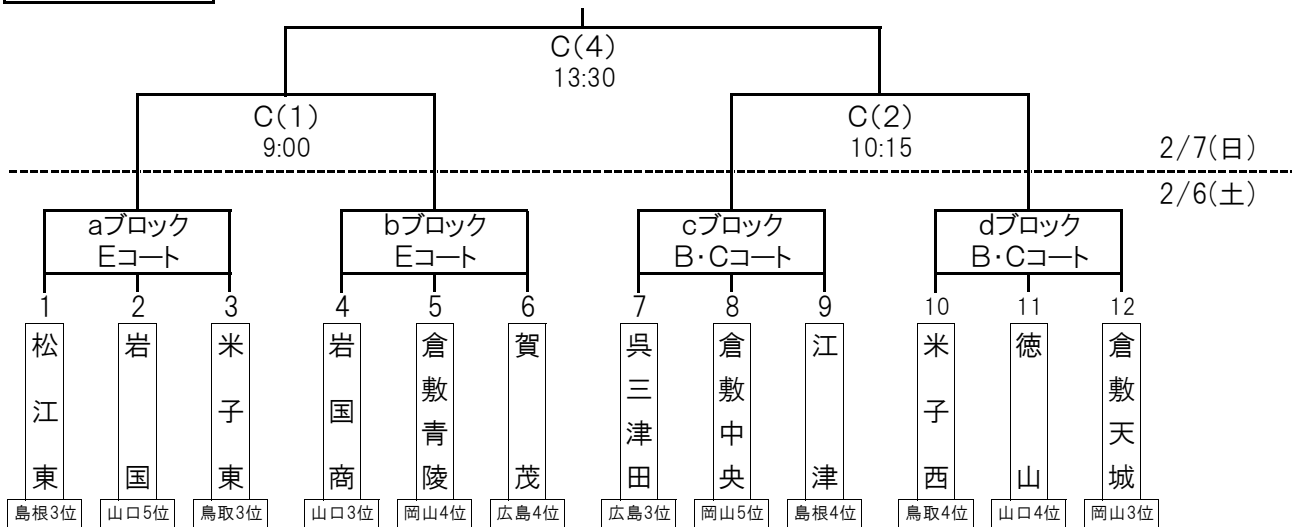 C(4)
13:30
C(1)
9:00
C(2)
10:15
2/7(日)
2/6(土)
aブロック
Eコート
bブロック
Eコート
cブロック
B・Cコート
dブロック
B・Cコート
1 2 3 4 5 6 7 8 9 10 11 12
松江東
岩国
米子東
岩国商
倉敷青陵
賀茂
呉三津田
倉敷中央
江津
米子西
徳山
倉敷天城
島根3位 山口5位 鳥取3位 山口3位 岡山4位 広島4位 広島3位 岡山5位 島根4位 鳥取4位 山口4位 岡山3位